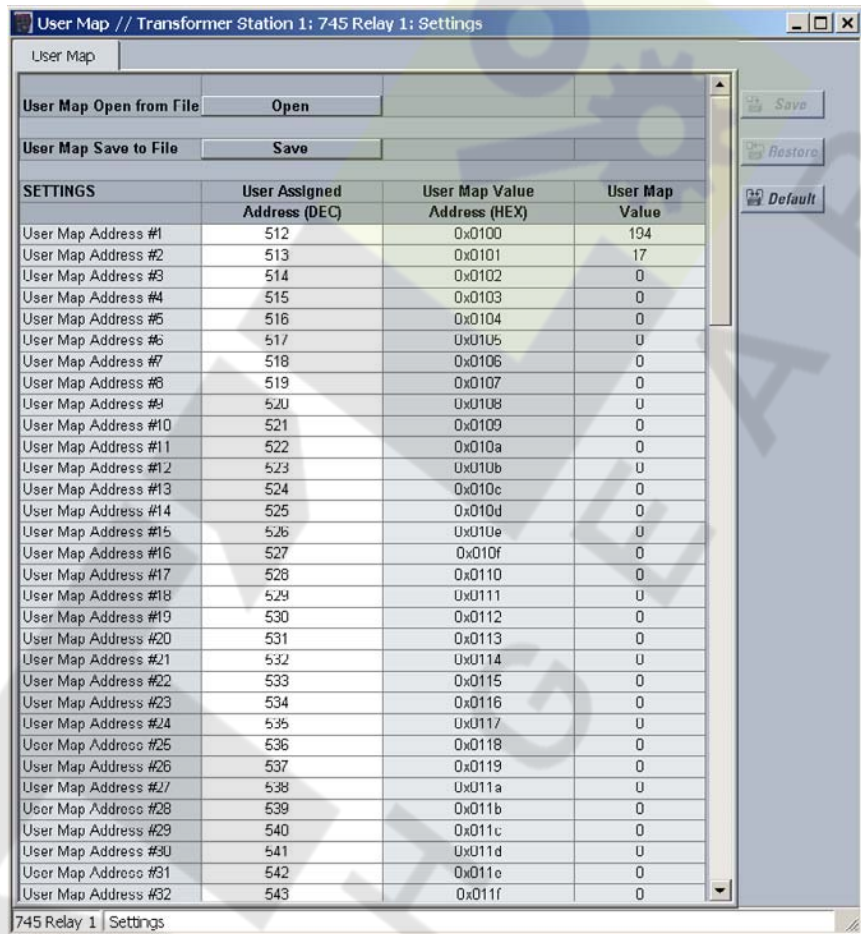 User Map // Transformer Station 1: 745 Relay 1: Settings
User Map
User Map Open from File Open
Save
User Map Save to File Save
Restore
SETTINGS User Assigned Address (DEC) User Map Value Address (HEX) User Map Value
Default
User Map Address #1 512 0x0100 194
User Map Address #2 513 0x0101 17
User Map Address #3 514 0x0102 0
User Map Address #4 515 0x0103 0
User Map Address #5 516 0x0104 0
User Map Address #6 517 0x0105 0
User Map Address #7 518 0x0106 0
User Map Address #8 519 0x0107 0
User Map Address #9 520 0x0108 0
User Map Address #10 521 0x0109 0
User Map Address #11 522 0x010a 0
User Map Address #12 523 0x010b 0
User Map Address #13 524 0x010c 0
User Map Address #14 525 0x010d 0
User Map Address #15 526 0x010e 0
User Map Address #16 527 0x010f 0
User Map Address #17 528 0x0110 0
User Map Address #18 529 0x0111 0
User Map Address #19 530 0x0112 0
User Map Address #20 531 0x0113 0
User Map Address #21 532 0x0114 0
User Map Address #22 533 0x0115 0
User Map Address #23 534 0x0116 0
User Map Address #24 535 0x0117 0
User Map Address #25 536 0x0118 0
User Map Address #26 537 0x0119 0
User Map Address #27 538 0x011a 0
User Map Address #28 539 0x011b 0
User Map Address #29 540 0x011c 0
User Map Address #30 541 0x011d 0
User Map Address #31 542 0x011e 0
User Map Address #32 543 0x011f 0
745 Relay 1 Settings